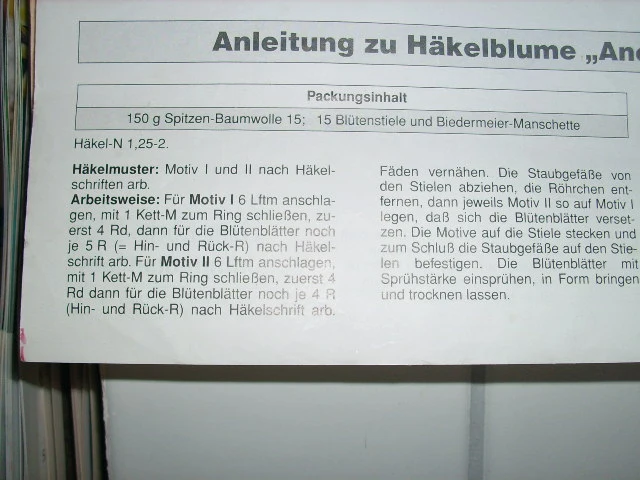 Anleitung zu Häkelblume „And
Packungsinhalt
150 g Spitzen-Baumwolle 15; 15 Blütenstiele und Biedermeier-Manschette
Häkel-N 1,25-2.
Häkelmuster: Motiv I und II nach Häkel-
schriften arb.
Arbeitsweise: Für Motiv I 6 Lftm anschla-
gen, mit 1 Kett-M zum Ring schließen, zu-
erst 4 Rd, dann für die Blütenblätter noch
je 5 R (= Hin- und Rück-R) nach Häkel-
schrift arb. Für Motiv II 6 Lftm anschlagen,
mit 1 Kett-M zum Ring schließen, zuerst 4
Rd dann für die Blütenblätter noch je 4 R
(Hin- und Rück-R) nach Häkelschrift arb.
Fäden vernähen. Die Staubgefäße von
den Stielen abziehen, die Röhrchen ent-
fernen, dann jeweils Motiv II so auf Motiv I
legen, daß sich die Blütenblätter verset-
zen. Die Motive auf die Stiele stecken und
zum Schluß die Staubgefäße auf den Stie-
len befestigen. Die Blütenblätter mit
Sprühstärke einsprühen, in Form bringen
und trocknen lassen.